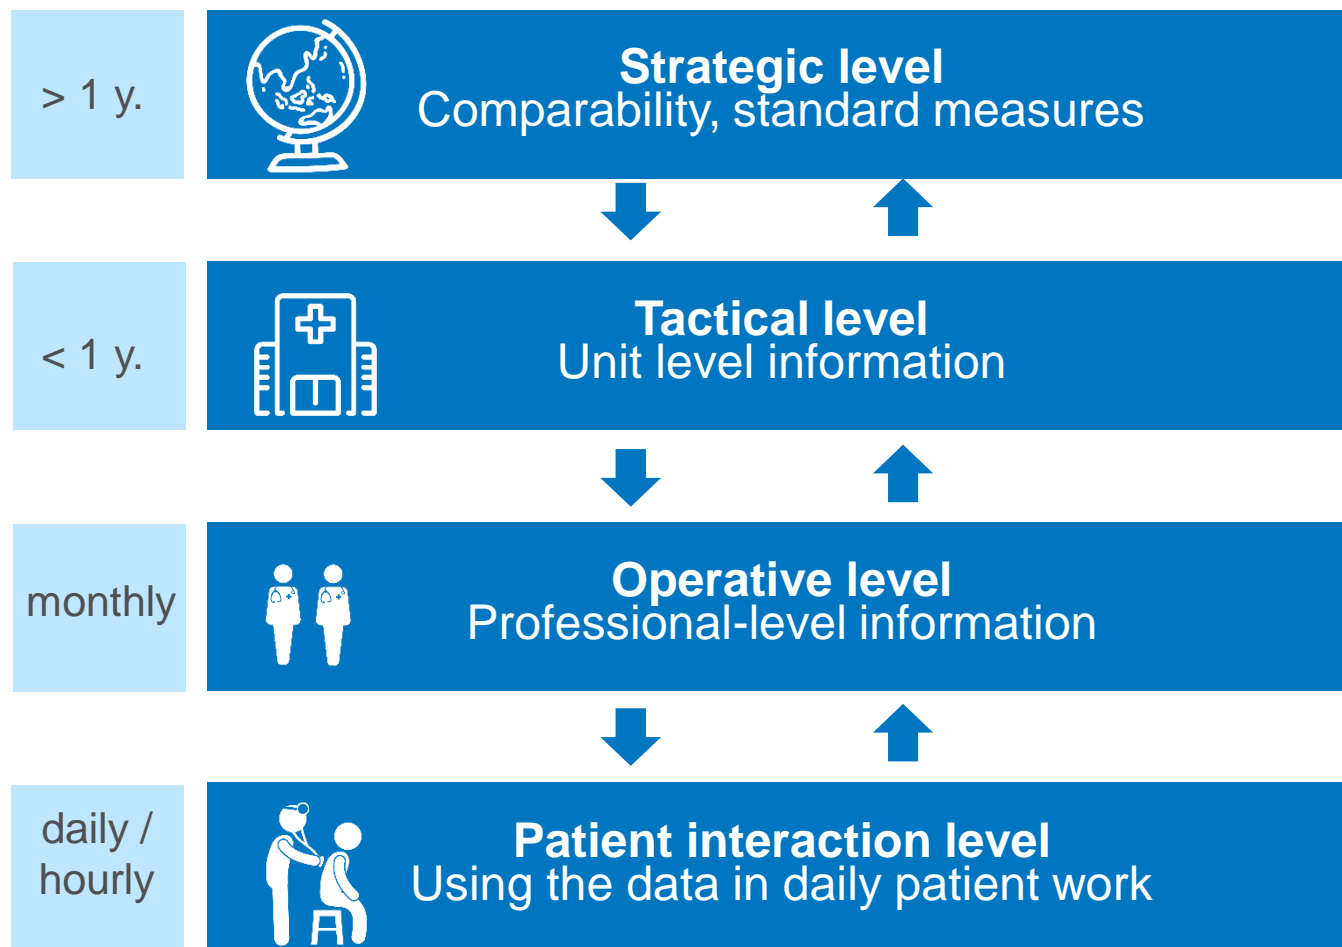 > 1 y.
Strategic level
Comparability, standard measures
< 1 y.
Tactical level
Unit level information
monthly
Operative level
Professional-level information
daily /
hourly
Patient interaction level
Using the data in daily patient work